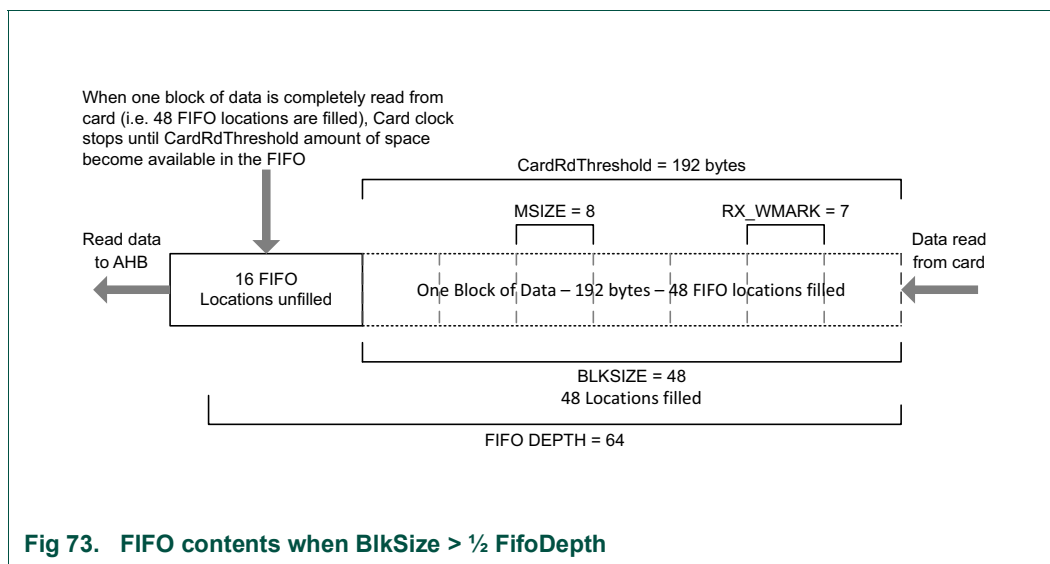 When one block of data is completely read from
card (i.e. 48 FIFO locations are filled), Card clock
stops until CardRdThreshold amount of space
become available in the FIFO
CardRdThreshold = 192 bytes
MSIZE = 8
RX_WMARK = 7
Read data
to AHB
16 FIFO
Locations unfilled
One Block of Data – 192 bytes – 48 FIFO locations filled
Data read
from card
BLKSIZE = 48
48 Locations filled
FIFO DEPTH = 64
Fig 73. FIFO contents when BlkSize > ½ FifoDepth